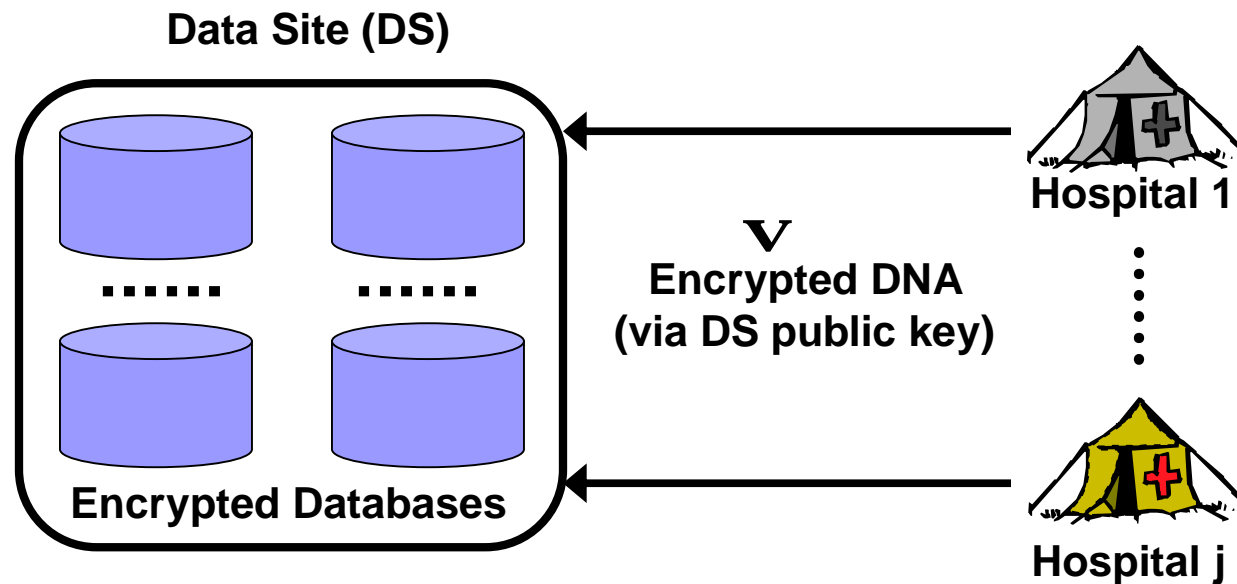 Data Site (DS)
Hospital 1
v
Encrypted DNA
(via DS public key)
Encrypted Databases
Hospital j